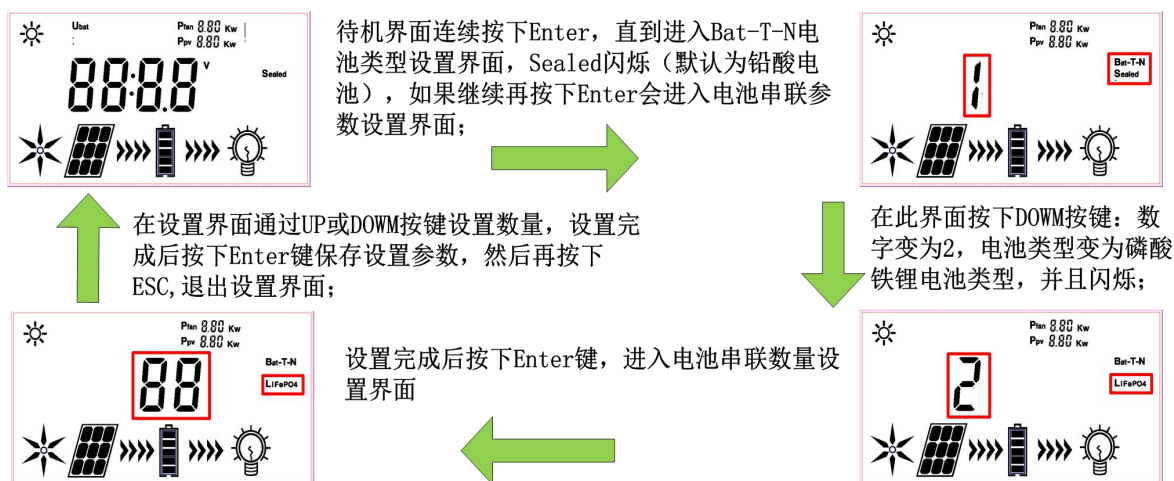 Ubat
:
Pfan 8.80 Kw
Ppv 8.80 Kw
88:8.8 V
Sealed
待机界面连续按下Enter，直到进入Bat-T-N电
池类型设置界面，Sealed闪烁（默认为铅酸电
池），如果继续再按下Enter会进入电池串联参
数设置界面；
Pfan 8.80 Kw
Ppv 8.80 Kw
1
Bat-T-N
Sealed
在设置界面通过UP或DOWM按键设置数量，设置完
成后按下Enter键保存设置参数，然后再按下
ESC,退出设置界面；
在此界面按下DOWM按键：数
字变为2，电池类型变为磷酸
铁锂电池类型，并且闪烁；
Pfan 8.80 Kw
Ppv 8.80 Kw
88
Bat-T-N
LiFePO4
设置完成后按下Enter键，进入电池串联数量设
置界面
Pfan 8.80 Kw
Ppv 8.80 Kw
2
Bat-T-N
LiFePO4